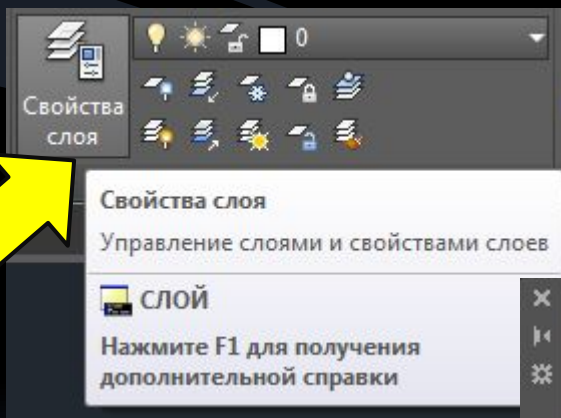 0
Свойства
слоя
Свойства слоя
Управление слоями и свойствами слоев
СЛОЙ
Нажмите F1 для получения
дополнительной справки